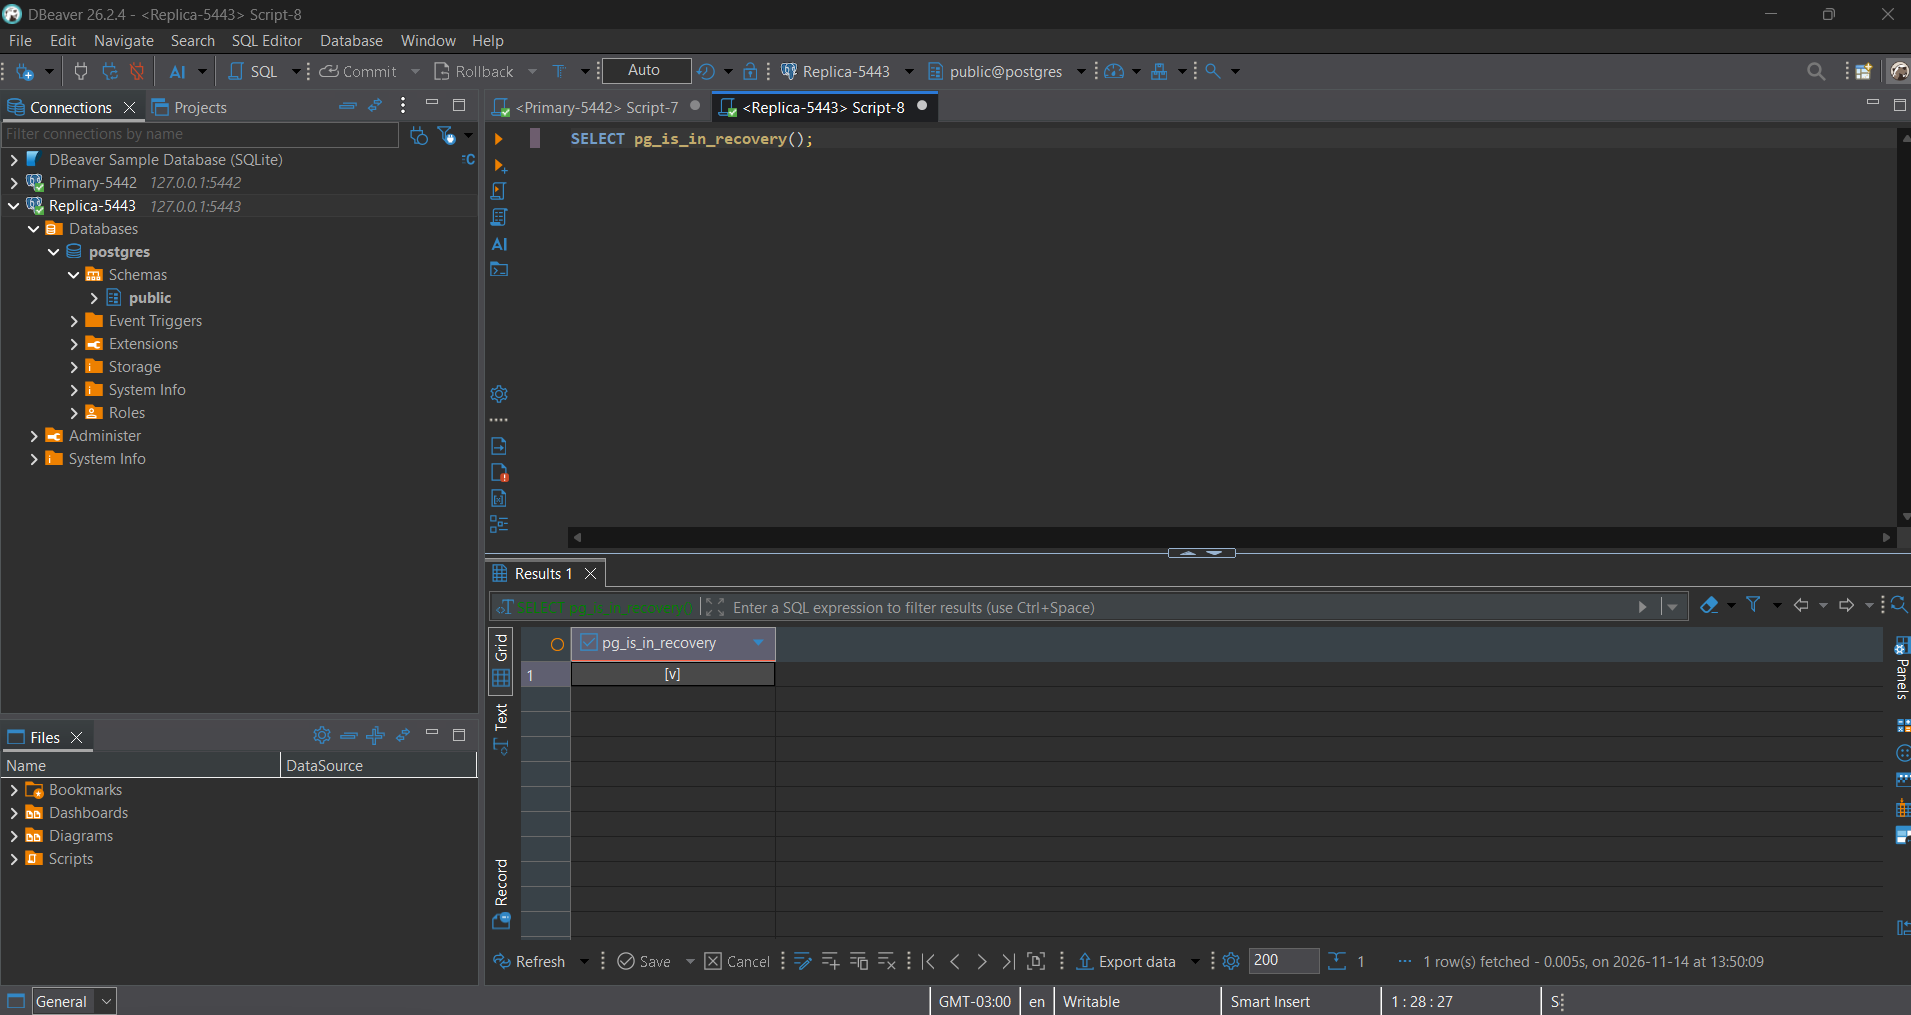 DBeaver 26.2.4 - <Replica-5443> Script-8
File Edit Navigate Search SQL Editor Database Window Help
AI SQL Commit Rollback Auto Replica-5443 public@postgres
Connections Projects
Filter connections by name
DBeaver Sample Database (SQLite)
Primary-5442 127.0.0.1:5442
Replica-5443 127.0.0.1:5443
Databases
postgres
Schemas
public
Event Triggers
Extensions
Storage
System Info
Roles
Administer
System Info
Files
Name DataSource
Bookmarks
Dashboards
Diagrams
Scripts
<Primary-5442> Script-7 <Replica-5443> Script-8
SELECT pg_is_in_recovery();
AI
Results 1
SELECT pg_is_in_recovery() Enter a SQL expression to filter results (use Ctrl+Space)
Grid
Text
Record
pg_is_in_recovery
1 [v]
Panels
Refresh Save Cancel Export data 200 1 ··· 1 row(s) fetched - 0.005s, on 2026-11-14 at 13:50:09
General GMT-03:00 en Writable Smart Insert 1 : 28 : 27 S